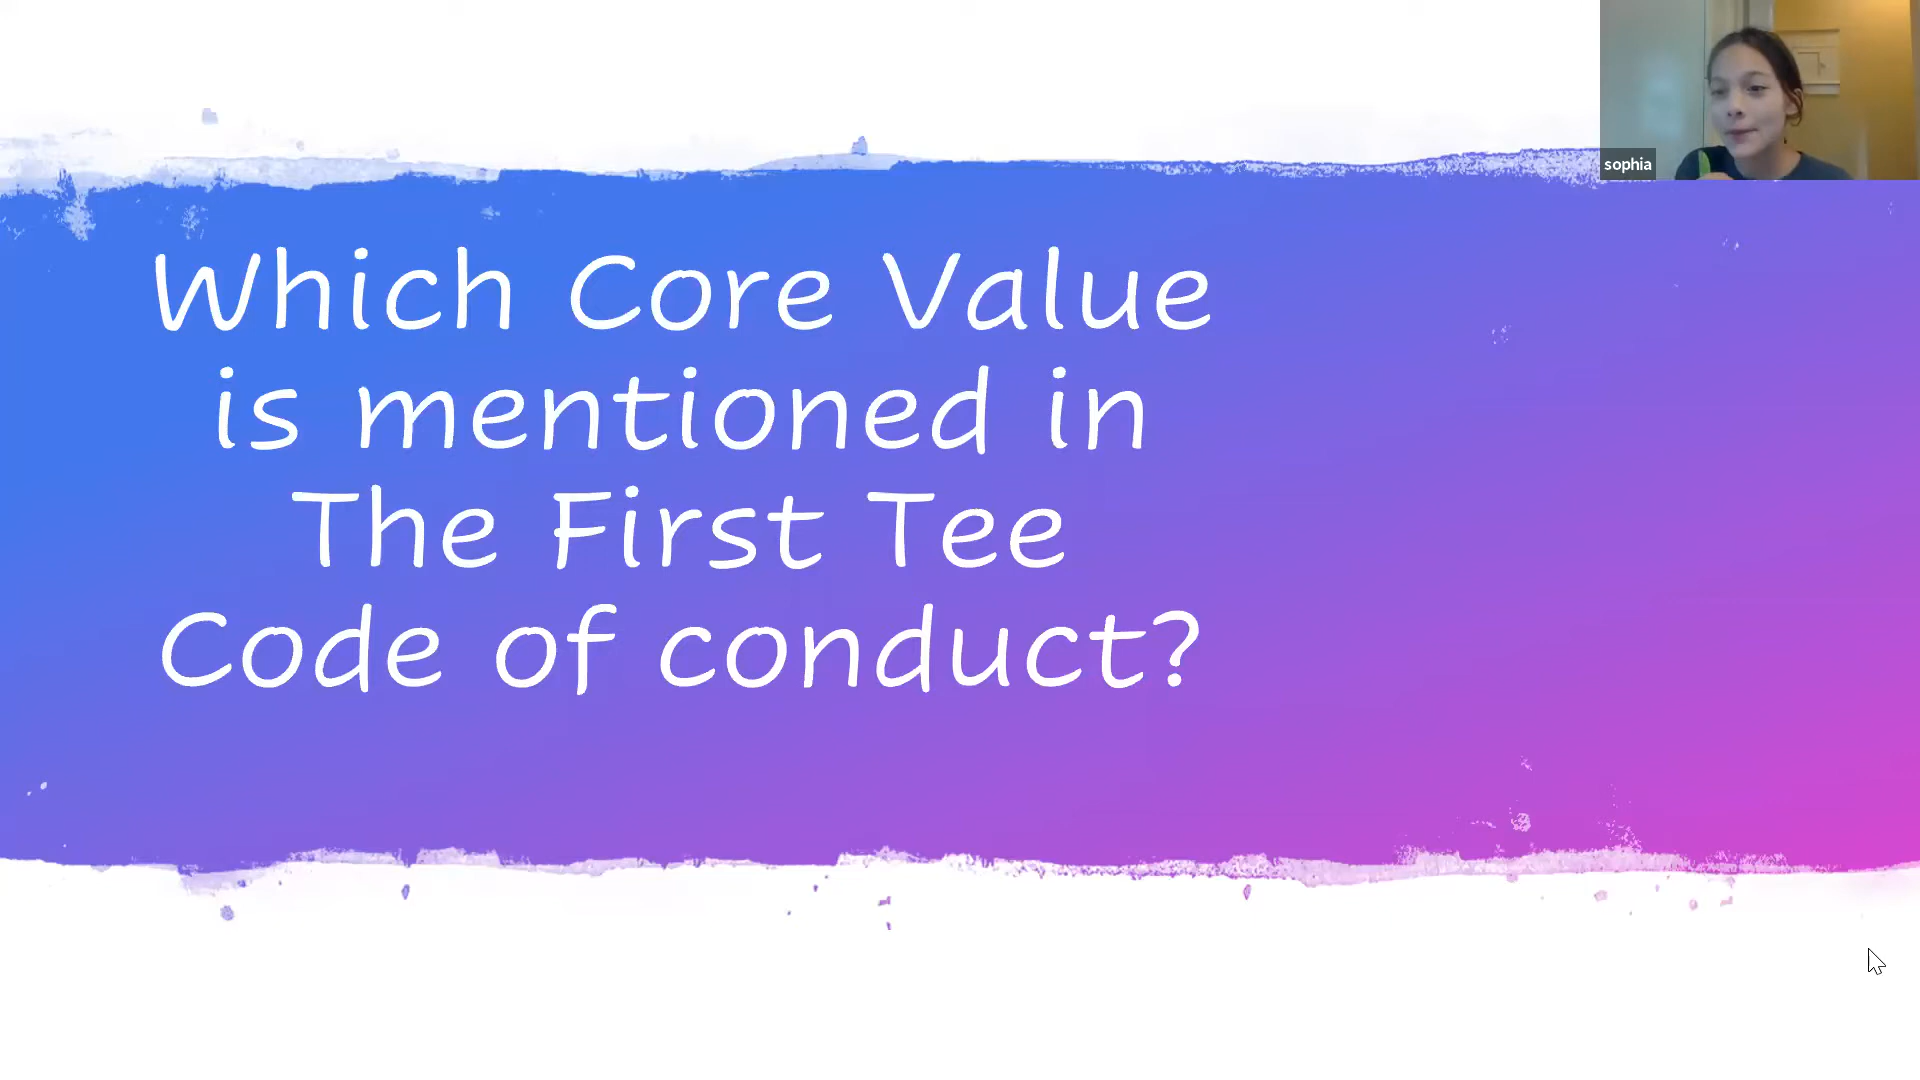 sophia
Which Core Value
is mentioned in
The First Tee
Code of conduct?